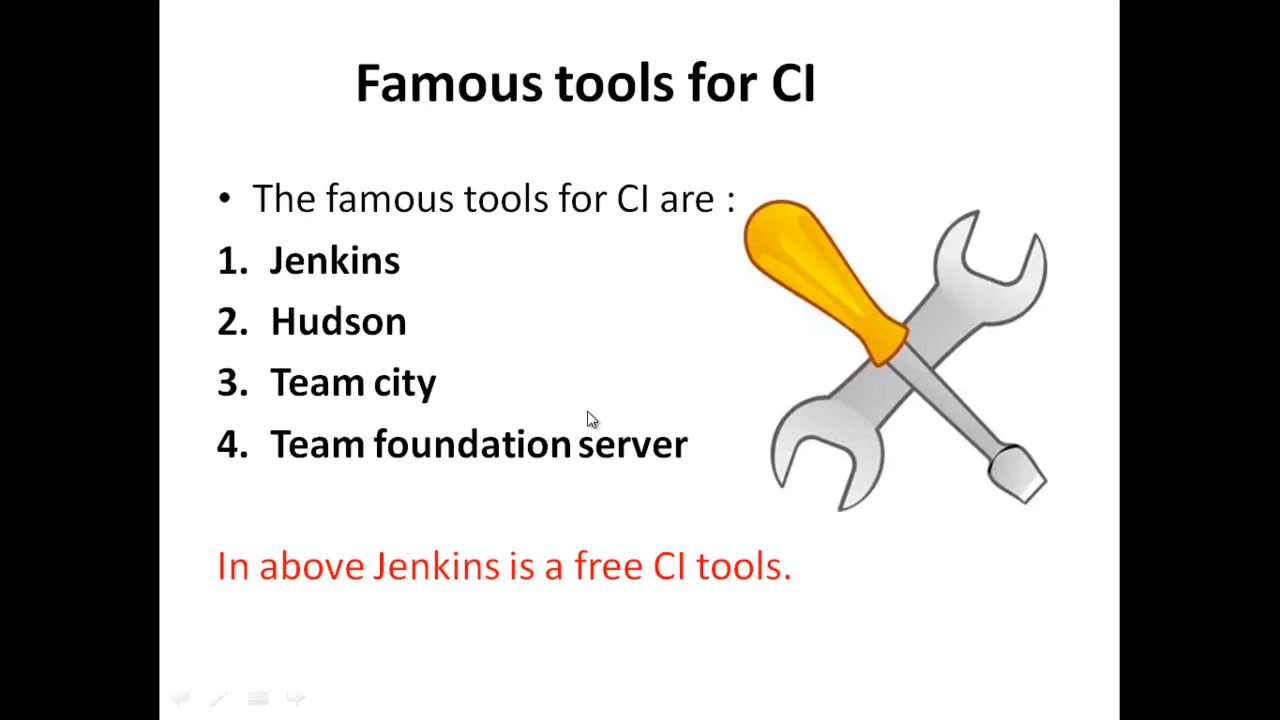 Famous tools for CI
• The famous tools for CI are :
1. Jenkins
2. Hudson
3. Team city
4. Team foundation server
In above Jenkins is a free CI tools.